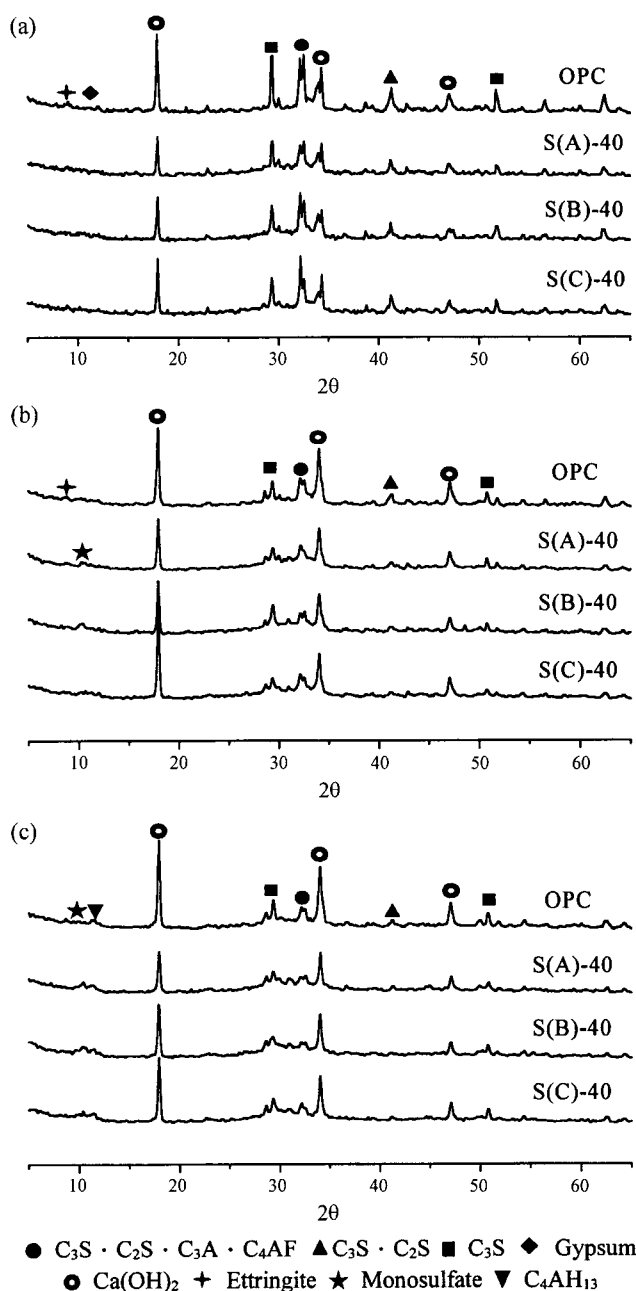 (a)
OPC
S(A)-40
S(B)-40
S(C)-40
10 20 30 40 50 60
2θ
(b)
OPC
S(A)-40
S(B)-40
S(C)-40
10 20 30 40 50 60
2θ
(c)
OPC
S(A)-40
S(B)-40
S(C)-40
10 20 30 40 50 60
2θ
● C₃S · C₂S · C₃A · C₄AF ▲C₃S · C₂S ■ C₃S ◆ Gypsum
Ca(OH)₂ Ettringite ★ Monosulfate ▼ C₄AH₁₃